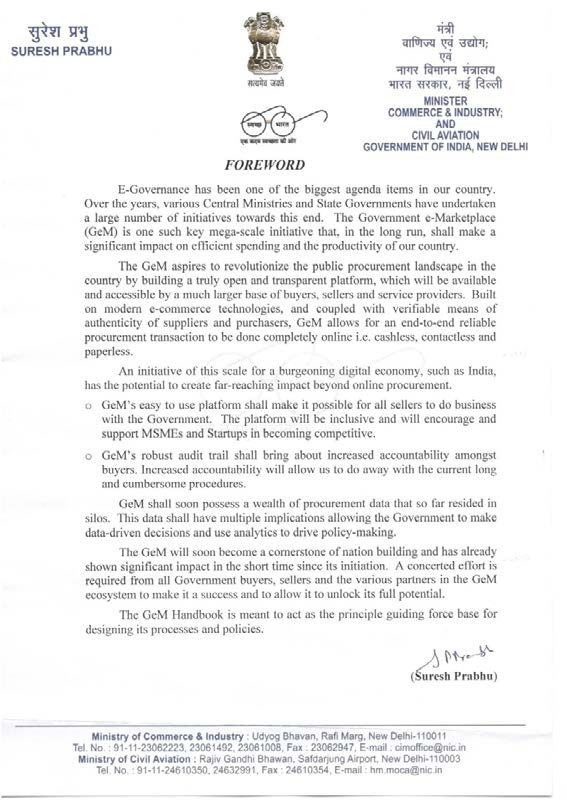 सुरेश प्रभु
SURESH PRABHU
सत्यमेव जयते
स्वच्छ भारत
एक कदम स्वच्छता की ओर
मंत्री
वाणिज्य एवं उद्योग;
एवं
नागर विमानन मंत्रालय
भारत सरकार, नई दिल्ली
MINISTER
COMMERCE & INDUSTRY;
AND
CIVIL AVIATION
GOVERNMENT OF INDIA, NEW DELHI
FOREWORD
E-Governance has been one of the biggest agenda items in our country.
Over the years, various Central Ministries and State Governments have undertaken
a large number of initiatives towards this end. The Government e-Marketplace
(GeM) is one such key mega-scale initiative that, in the long run, shall make a
significant impact on efficient spending and the productivity of our country.
The GeM aspires to revolutionize the public procurement landscape in the
country by building a truly open and transparent platform, which will be available
and accessible by a much larger base of buyers, sellers and service providers. Built
on modern e-commerce technologies, and coupled with verifiable means of
authenticity of suppliers and purchasers, GeM allows for an end-to-end reliable
procurement transaction to be done completely online i.e. cashless, contactless and
paperless.
An initiative of this scale for a burgeoning digital economy, such as India,
has the potential to create far-reaching impact beyond online procurement.
o GeM's easy to use platform shall make it possible for all sellers to do business
with the Government. The platform will be inclusive and will encourage and
support MSMEs and Startups in becoming competitive.
o GeM's robust audit trail shall bring about increased accountability amongst
buyers. Increased accountability will allow us to do away with the current long
and cumbersome procedures.
GeM shall soon possess a wealth of procurement data that so far resided in
silos. This data shall have multiple implications allowing the Government to make
data-driven decisions and use analytics to drive policy-making.
The GeM will soon become a cornerstone of nation building and has already
shown significant impact in the short time since its initiation. A concerted effort is
required from all Government buyers, sellers and the various partners in the GeM
ecosystem to make it a success and to allow it to unlock its full potential.
The GeM Handbook is meant to act as the principle guiding force base for
designing its processes and policies.
(Suresh Prabhu)
Ministry of Commerce & Industry : Udyog Bhavan, Rafi Marg, New Delhi-110011
Tel. No. : 91-11-23062223, 23061492, 23061008, Fax : 23062947, E-mail : cimoffice@nic.in
Ministry of Civil Aviation : Rajiv Gandhi Bhawan, Safdarjung Airport, New Delhi-110003
Tel. No. : 91-11-24610350, 24632991, Fax : 24610354, E-mail : hm.moca@nic.in